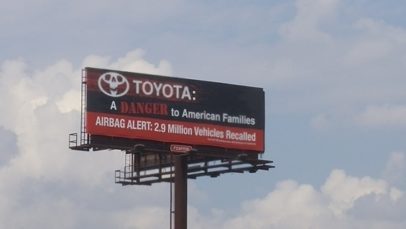 TOYOTA:
A DANGER to American Families
AIRBAG ALERT: 2.9 Million Vehicles Recalled